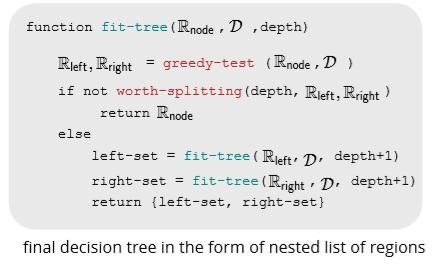 function fit-tree(ℝnode , 𝒟 ,depth)
ℝleft, ℝright = greedy-test (ℝnode , 𝒟 )
if not worth-splitting(depth, ℝleft, ℝright )
return ℝnode
else
left-set = fit-tree( ℝleft, 𝒟, depth+1)
right-set = fit-tree(ℝright , 𝒟, depth+1)
return {left-set, right-set}
final decision tree in the form of nested list of regions